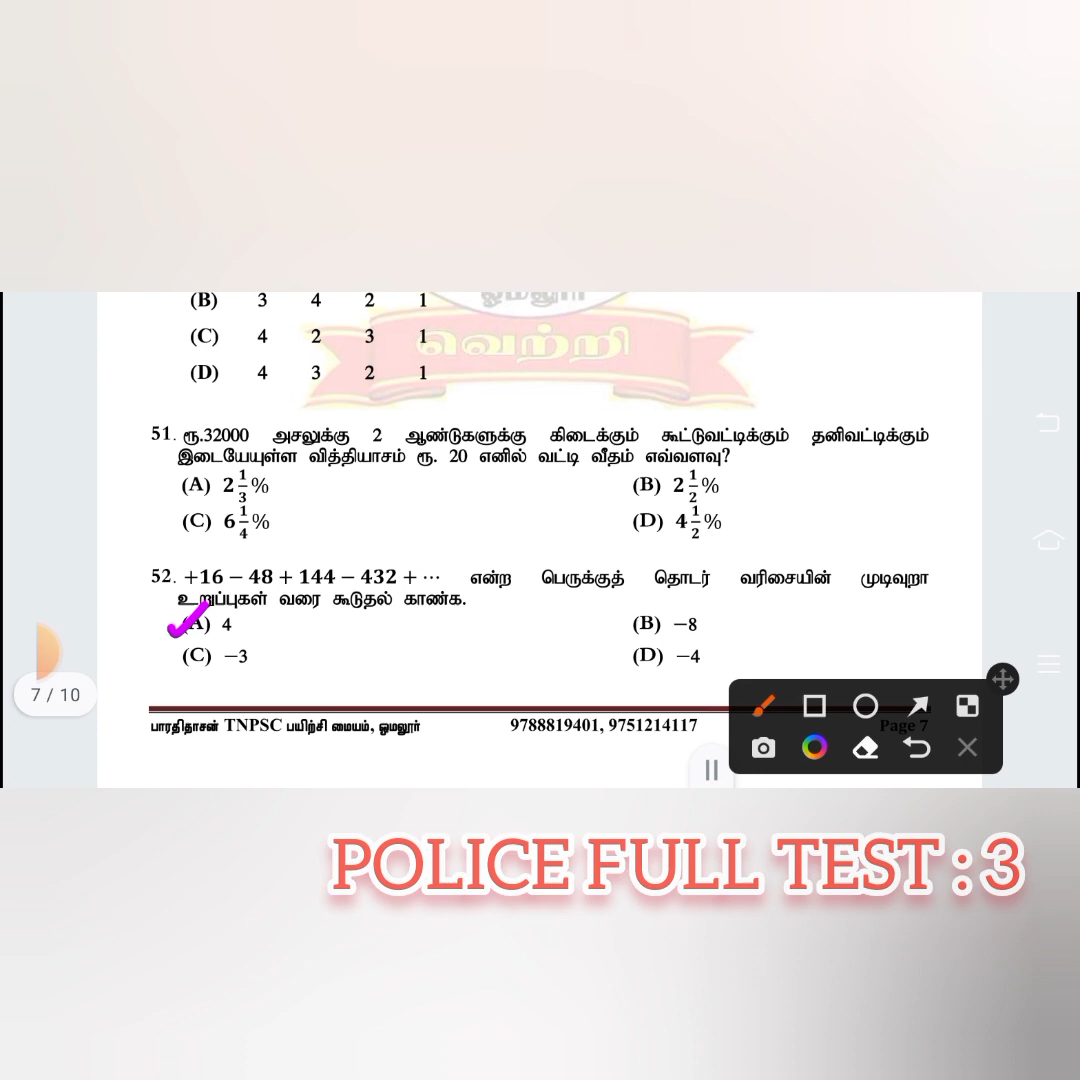 ஓமலூர்
(B) 3 4 2 1
வெற்றி
(C) 4 2 3 1
(D) 4 3 2 1
51. ரூ.32000 அசலுக்கு 2 ஆண்டுகளுக்கு கிடைக்கும் கூட்டுவட்டிக்கும் தனிவட்டிக்கும்
இடையேயுள்ள வித்தியாசம் ரூ. 20 எனில் வட்டி வீதம் எவ்வளவு?
(A) 2 1/3 % (B) 2 1/2 %
(C) 6 1/4 % (D) 4 1/2 %
52. +16 − 48 + 144 − 432 + ⋯ என்ற பெருக்குத் தொடர் வரிசையின் முடிவுறா
உறுப்புகள் வரை கூடுதல் காண்க.
(A) 4 (B) −8
(C) −3 (D) −4
7 / 10
பாரதிதாசன் TNPSC பயிற்சி மையம், ஓமலூர் 9788819401, 9751214117 Page 7
POLICE FULL TEST : 3